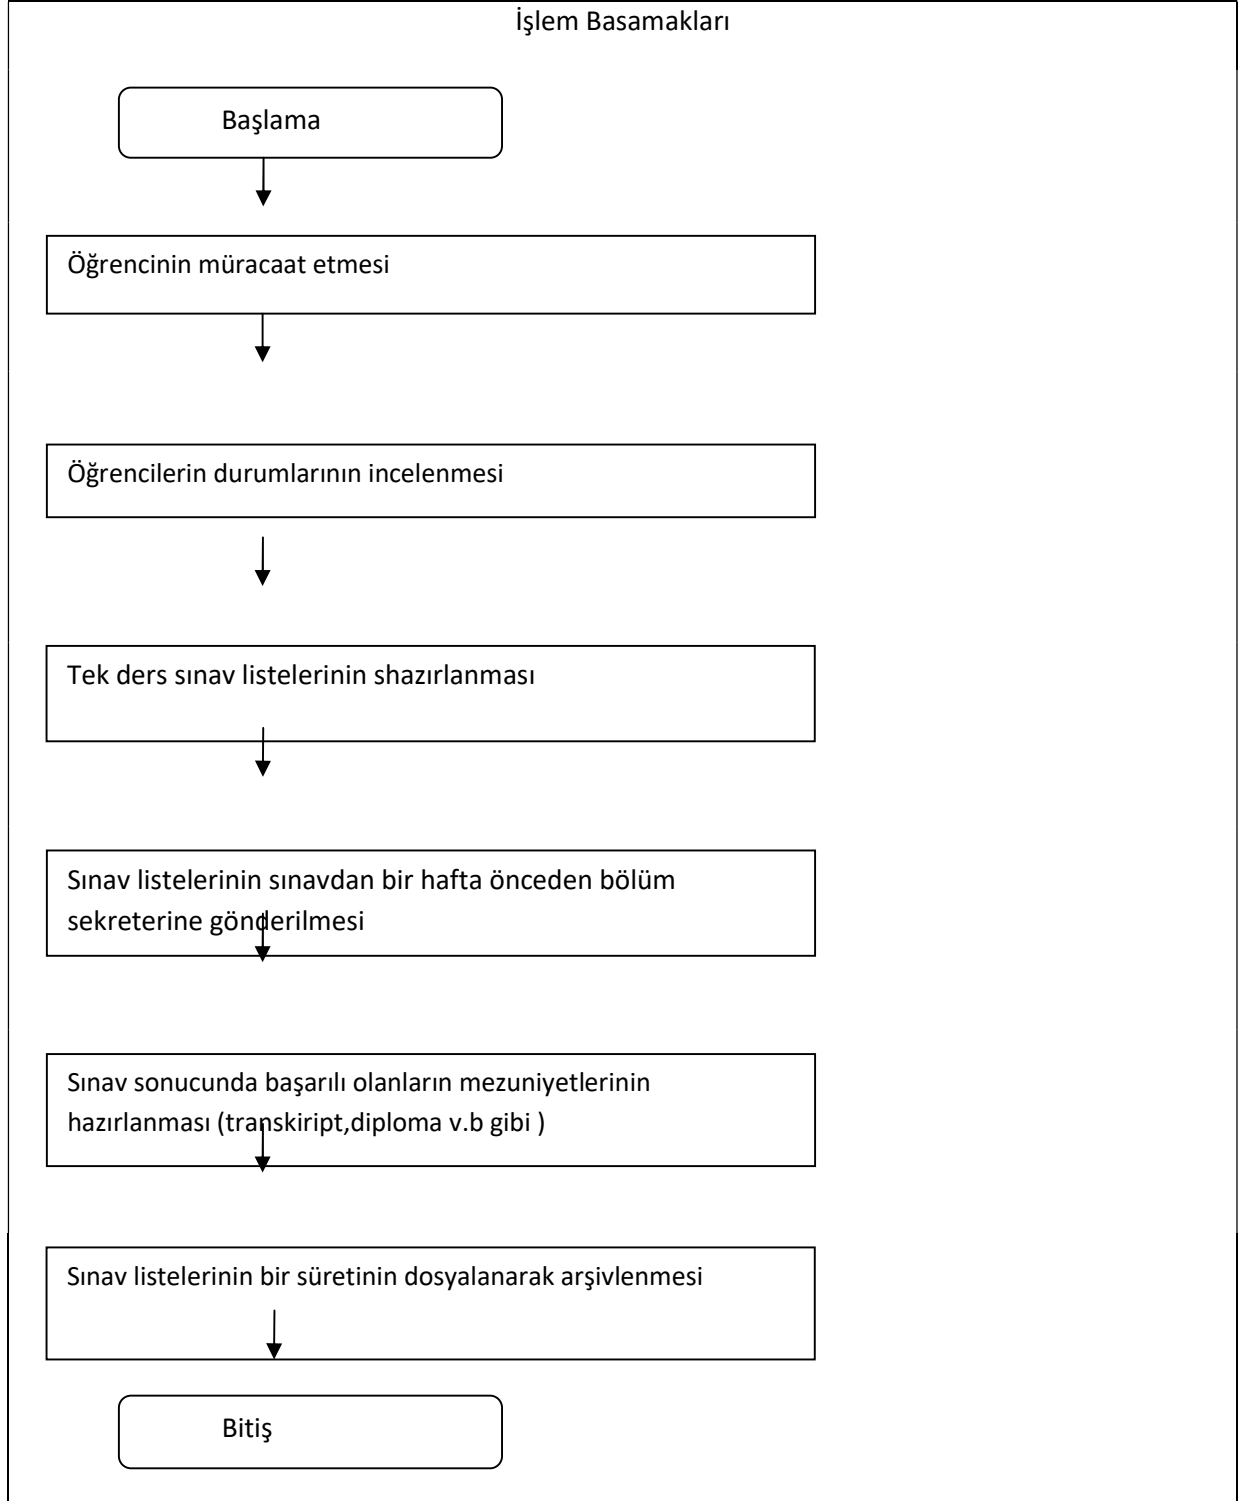 İşlem Basamakları
Başlama
Öğrencinin müracaat etmesi
Öğrencilerin durumlarının incelenmesi
Tek ders sınav listelerinin shazırlanması
Sınav listelerinin sınavdan bir hafta önceden bölüm
sekreterine gönderilmesi
Sınav sonucunda başarılı olanların mezuniyetlerinin
hazırlanması (transkiript,diploma v.b gibi )
Sınav listelerinin bir süretinin dosyalanarak arşivlenmesi
Bitiş